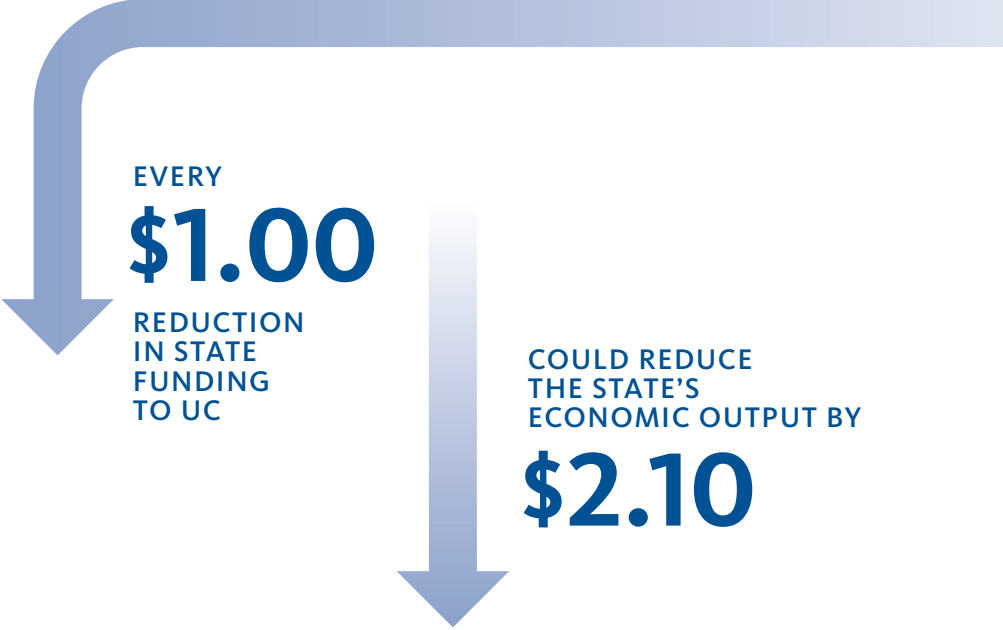 EVERY
$1.00
REDUCTION
IN STATE
FUNDING
TO UC
COULD REDUCE
THE STATE’S
ECONOMIC OUTPUT BY
$2.10